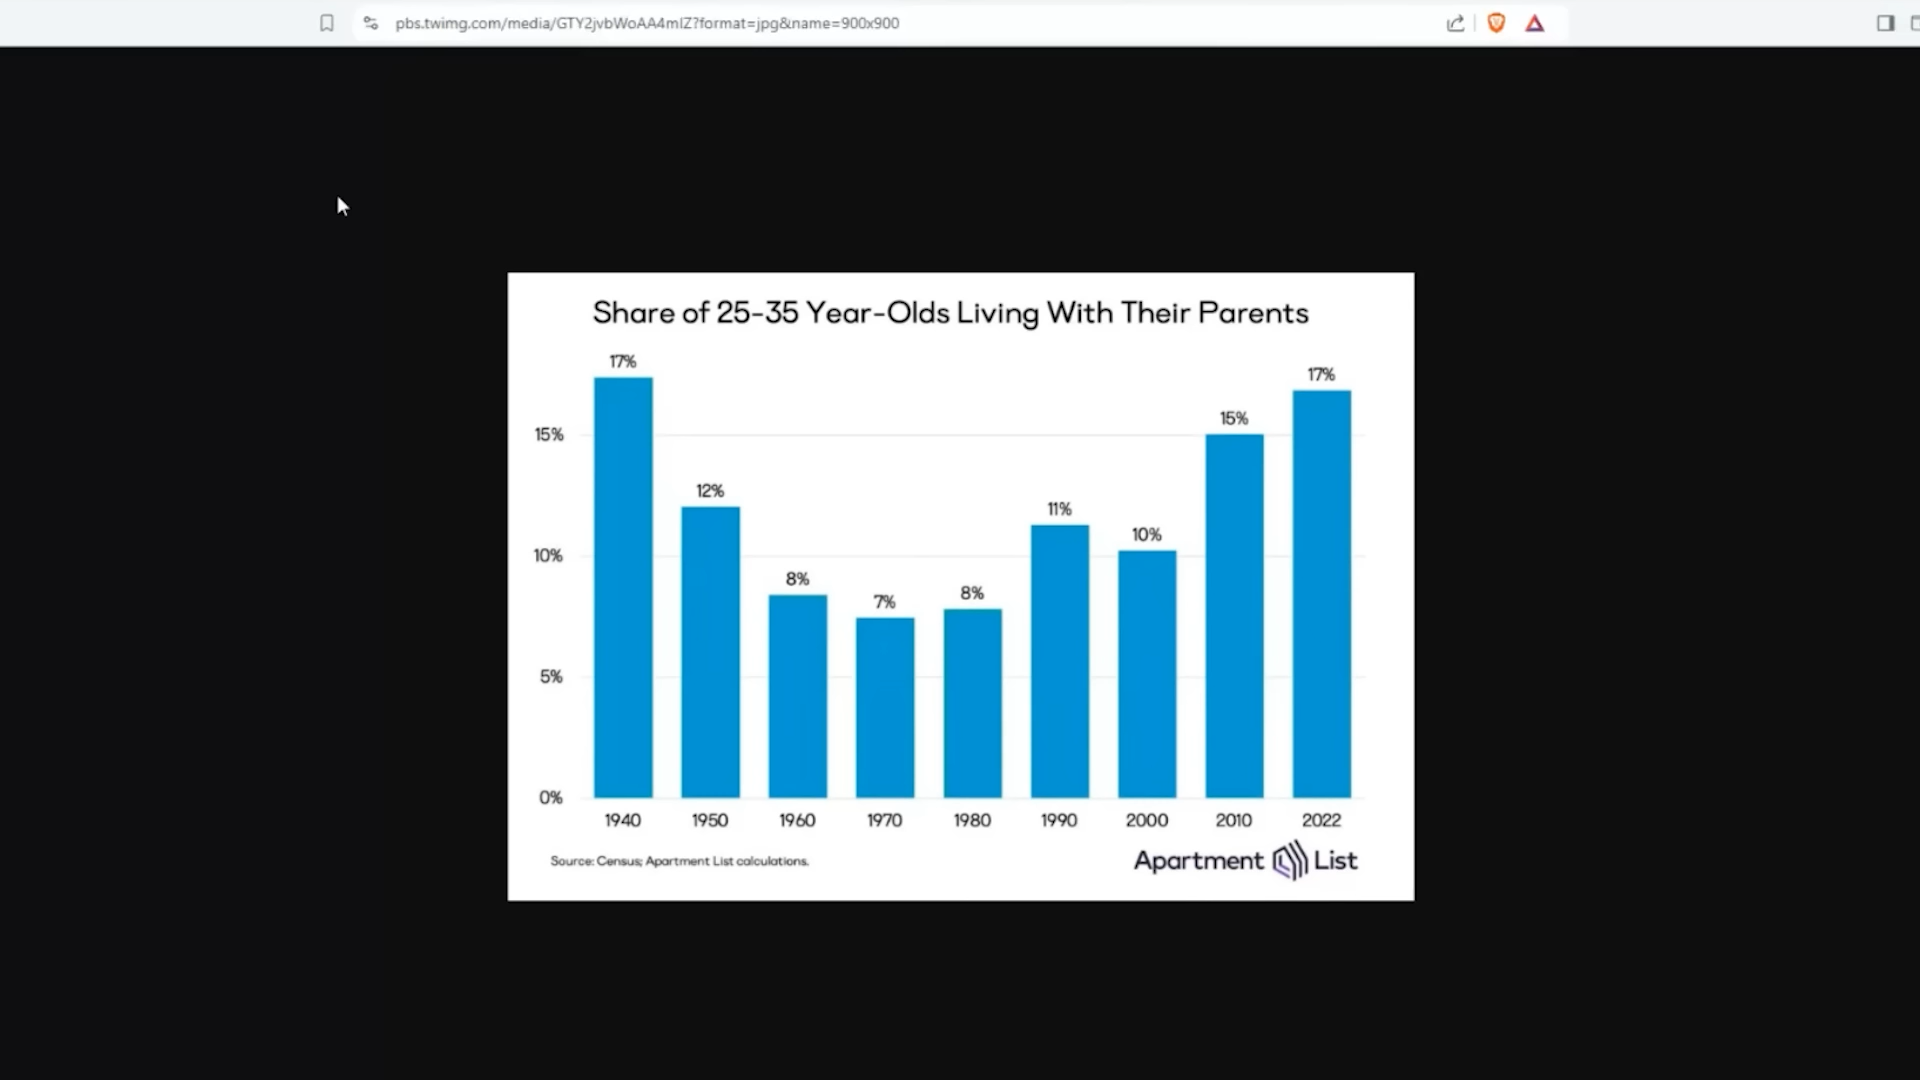 pbs.twimg.com/media/GTY2jvbWoAA4mlZ?format=jpg&name=900x900
Share of 25-35 Year-Olds Living With Their Parents
17%
17%
15%
15%
12%
11%
10%
10%
8%
8%
7%
5%
0%
1940 1950 1960 1970 1980 1990 2000 2010 2022
Source: Census; Apartment List calculations.
Apartment List